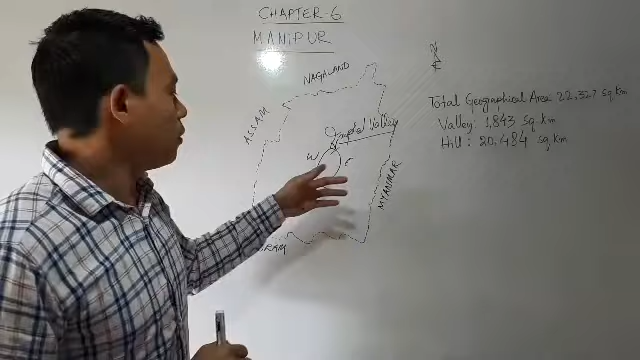 CHAPTER-6
MANIPUR
NAGALAND
ASSAM
N
Imphal Valley
W
E
MYANMAR
RAM
Total Geographical Area 22,327 sq.km
Valley: 1,843 sq.km
Hill: 20,484 sq.km